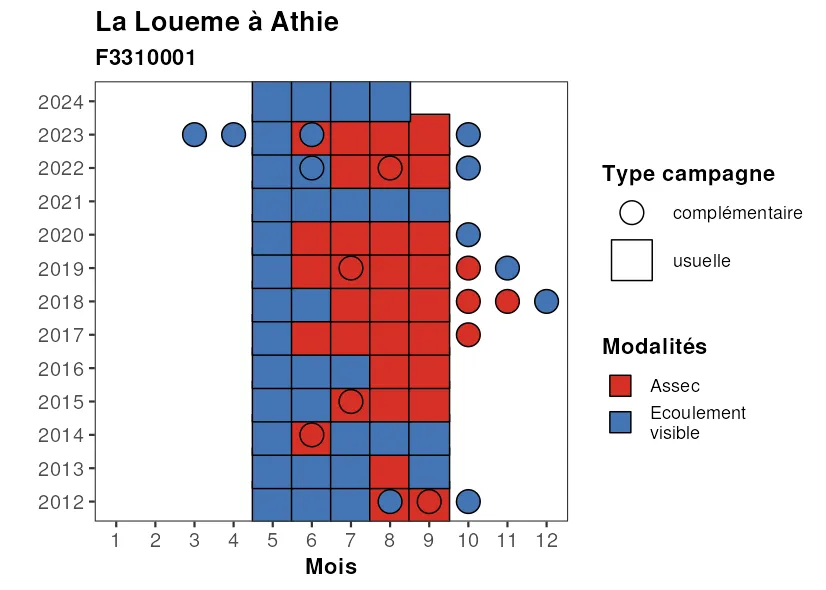 La Loueme à Athie
F3310001
2024
2023
2022
2021
2020
2019
2018
2017
2016
2015
2014
2013
2012
1 2 3 4 5 6 7 8 9 10 11 12
Mois
Type campagne
complémentaire
usuelle
Modalités
Assec
Ecoulement
visible